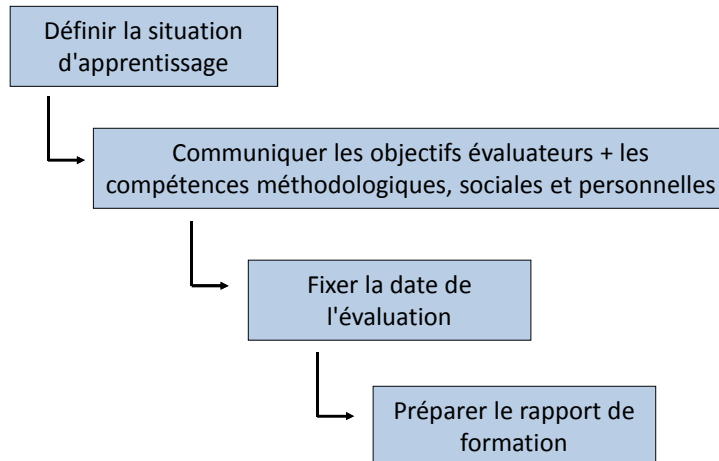 Définir la situation
d'apprentissage
Communiquer les objectifs évaluateurs + les
compétences méthodologiques, sociales et personnelles
Fixer la date de
l'évaluation
Préparer le rapport de
formation